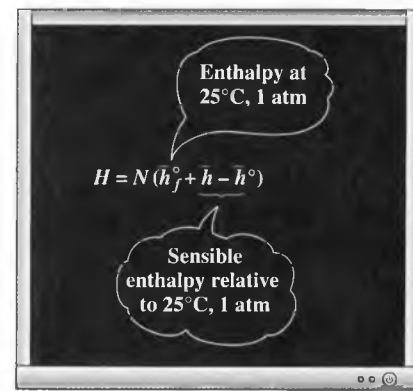 Enthalpy at
25°C, 1 atm
H = N (h̄°f + h̄ – h̄°)
Sensible
enthalpy relative
to 25°C, 1 atm